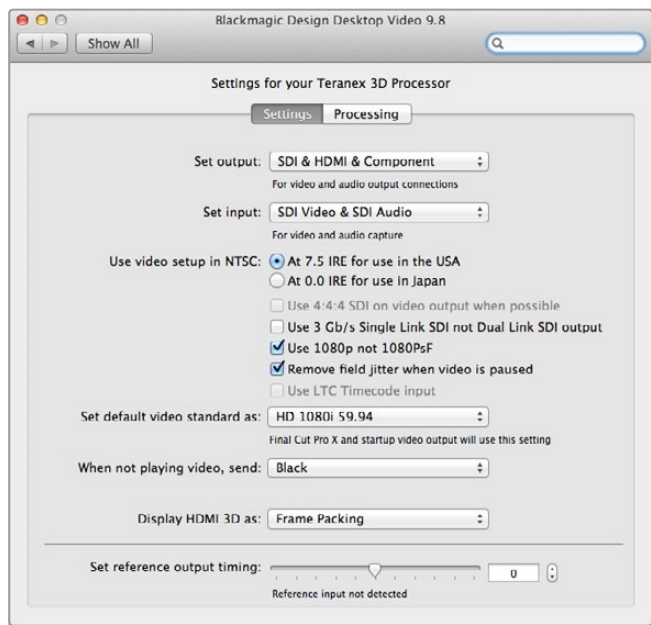 Blackmagic Design Desktop Video 9.8
Show All
Settings for your Teranex 3D Processor
Settings Processing
Set output: SDI & HDMI & Component
For video and audio output connections
Set input: SDI Video & SDI Audio
For video and audio capture
Use video setup in NTSC: At 7.5 IRE for use in the USA
At 0.0 IRE for use in Japan
Use 4:4:4 SDI on video output when possible
Use 3 Gb/s Single Link SDI not Dual Link SDI output
Use 1080p not 1080PsF
Remove field jitter when video is paused
Use LTC Timecode input
Set default video standard as: HD 1080i 59.94
Final Cut Pro X and startup video output will use this setting
When not playing video, send: Black
Display HDMI 3D as: Frame Packing
Set reference output timing: 0
Reference input not detected